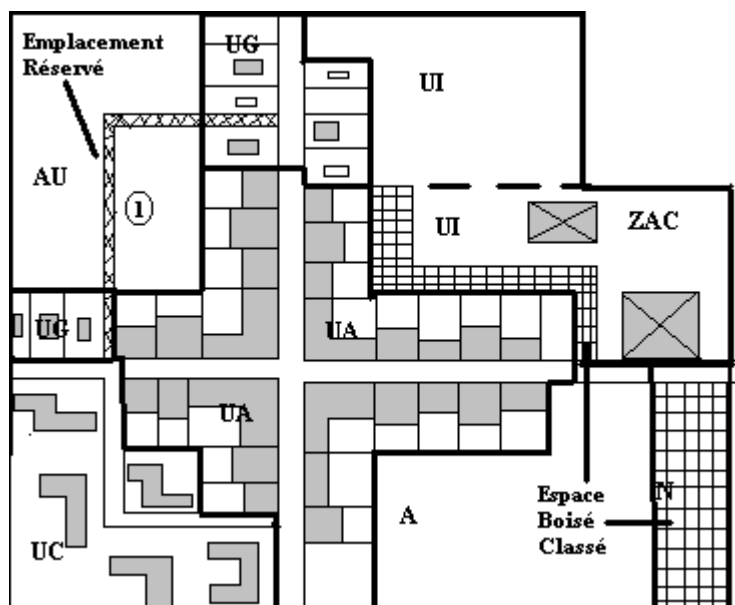 Emplacement
Réservé
UG
UI
AU
1
UI
ZAC
UG
UA
UA
Espace
Boisé
Classé
N
A
UC